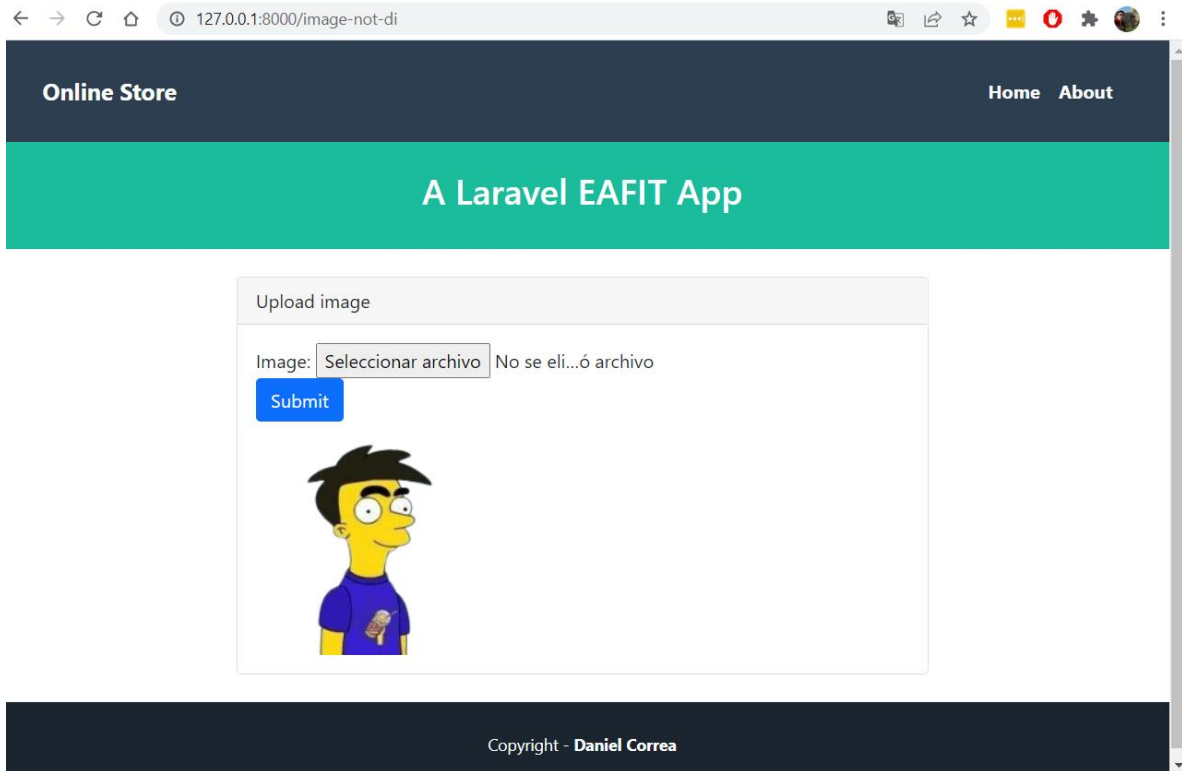 127.0.0.1:8000/image-not-di
Online Store
Home About
A Laravel EAFIT App
Upload image
Image: Seleccionar archivo No se eli...ó archivo
Submit
Copyright - Daniel Correa